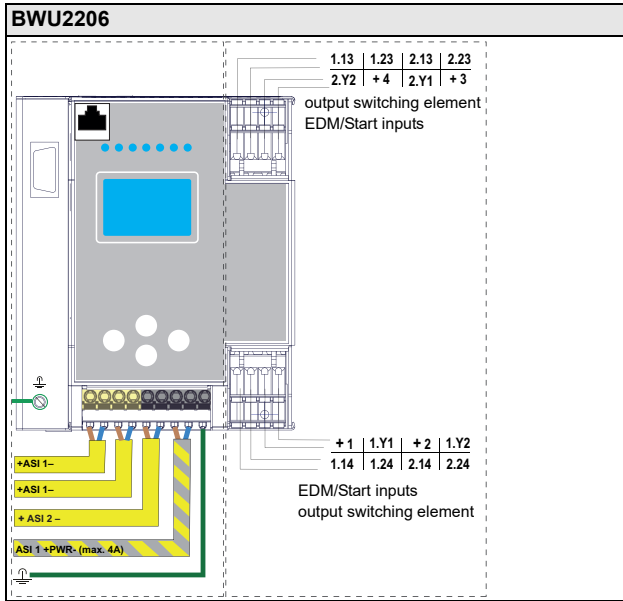 BWU2206
1.13 1.23 2.13 2.23
2.Y2 + 4 2.Y1 + 3
output switching element
EDM/Start inputs
+ 1 1.Y1 + 2 1.Y2
1.14 1.24 2.14 2.24
EDM/Start inputs
output switching element
+ASI 1–
+ASI 1–
+ ASI 2 –
ASI 1 +PWR- (max. 4A)